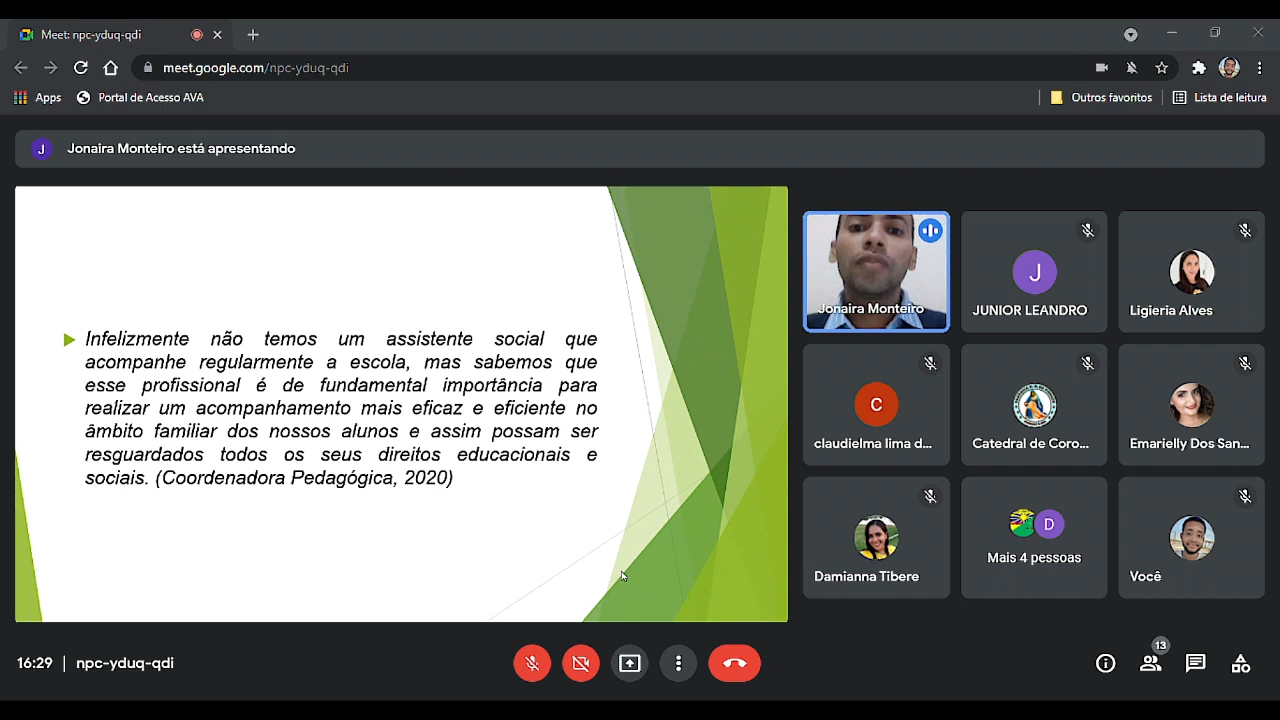 Meet: npc-yduq-qdi
meet.google.com/npc-yduq-qdi
Apps
Portal de Acesso AVA
Outros favoritos
Lista de leitura
J
Jonaira Monteiro está apresentando
Infelizmente não temos um assistente social que
acompanhe regularmente a escola, mas sabemos que
esse profissional é de fundamental importância para
realizar um acompanhamento mais eficaz e eficiente no
âmbito familiar dos nossos alunos e assim possam ser
resguardados todos os seus direitos educacionais e
sociais. (Coordenadora Pedagógica, 2020)
Jonaira Monteiro
J
JUNIOR LEANDRO
Ligieria Alves
C
claudielma lima d...
Catedral de Coro...
Emarielly Dos San...
Damianna Tibere
D
Mais 4 pessoas
Você
16:29 | npc-yduq-qdi
13